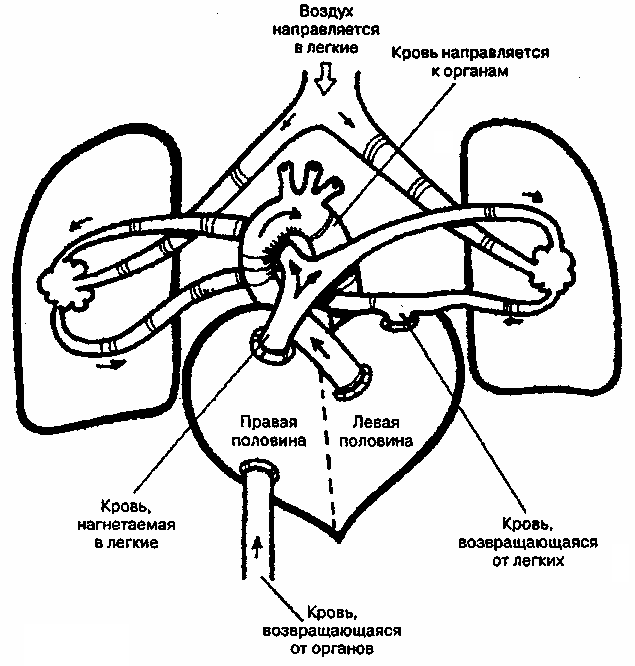 Воздух
направляется
в легкие
Кровь направляется
к органам
Правая
половина
Левая
половина
Кровь,
нагнетаемая
в легкие
Кровь,
возвращающаяся
от легких
Кровь,
возвращающаяся
от органов